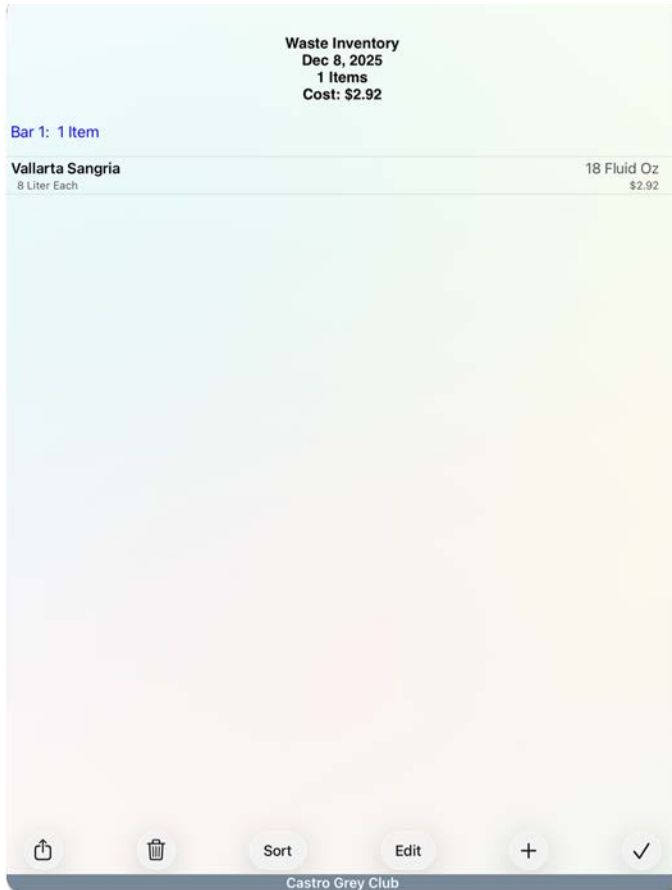 Waste Inventory
Dec 8, 2025
1 Items
Cost: $2.92
Bar 1: 1 Item
Vallarta Sangria 18 Fluid Oz
8 Liter Each $2.92
Sort Edit
Castro Grey Club